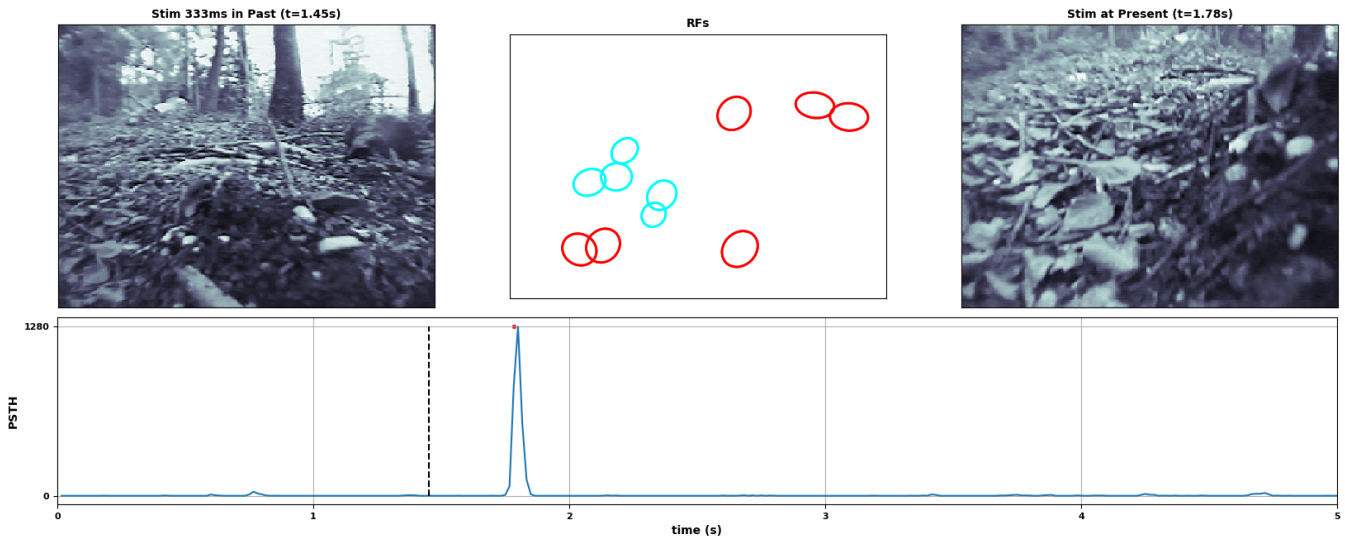 Stim 333ms in Past (t=1.45s)
RFs
Stim at Present (t=1.78s)
1280
0
PSTH
0 1 2 3 4 5
time (s)